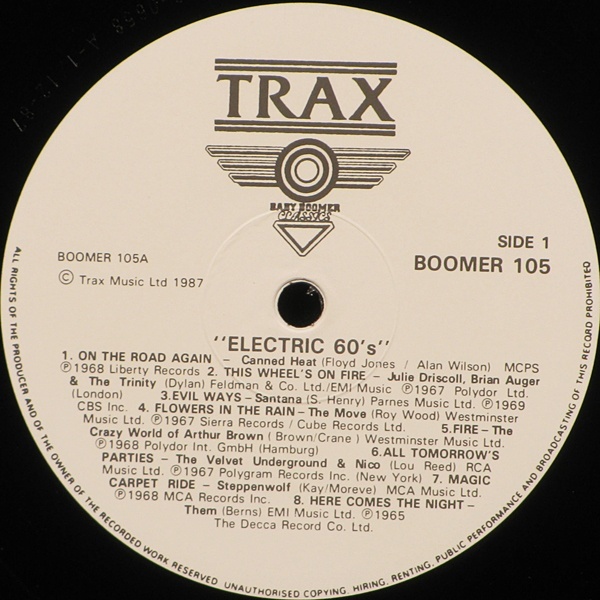 TRAX
BABY BOOMER
CLASSICS
BOOMER 105A
SIDE 1
BOOMER 105
© Trax Music Ltd 1987
"ELECTRIC 60's"
1. ON THE ROAD AGAIN – Canned Heat (Floyd Jones / Alan Wilson) MCPS
℗1968 Liberty Records 2. THIS WHEEL'S ON FIRE – Julie Driscoll, Brian Auger
& The Trinity (Dylan) Feldman & Co. Ltd./EMI Music ℗1967 Polydor Ltd.
(London) 3.EVIL WAYS–Santana (S. Henry) Parnes Music Ltd. ℗1969
CBS Inc. 4. FLOWERS IN THE RAIN– The Move (Roy Wood) Westminster
Music Ltd. ℗1967 Sierra Records / Cube Records Ltd. 5.FIRE–The
Crazy World of Arthur Brown ( Brown/Crane ) Westminster Music Ltd.
℗1968 Polydor Int. GmbH (Hamburg) 6.ALL TOMORROW'S
PARTIES – The Velvet Underground & Nico (Lou Reed) RCA
Music Ltd. ℗1967 Polygram Records Inc. (New York) 7. MAGIC
CARPET RIDE – Steppenwolf (Kay/Moreve) MCA Music Ltd.
℗1968 MCA Records Inc. 8. HERE COMES THE NIGHT–
Them (Berns) EMI Music Ltd. ℗1965
The Decca Record Co. Ltd.
ALL RIGHTS OF THE PRODUCER AND OF THE OWNER OF THE RECORDED WORK RESERVED. UNAUTHORISED COPYING, HIRING, RENTING, PUBLIC PERFORMANCE AND BROADCASTING OF THIS RECORD PROHIBITED